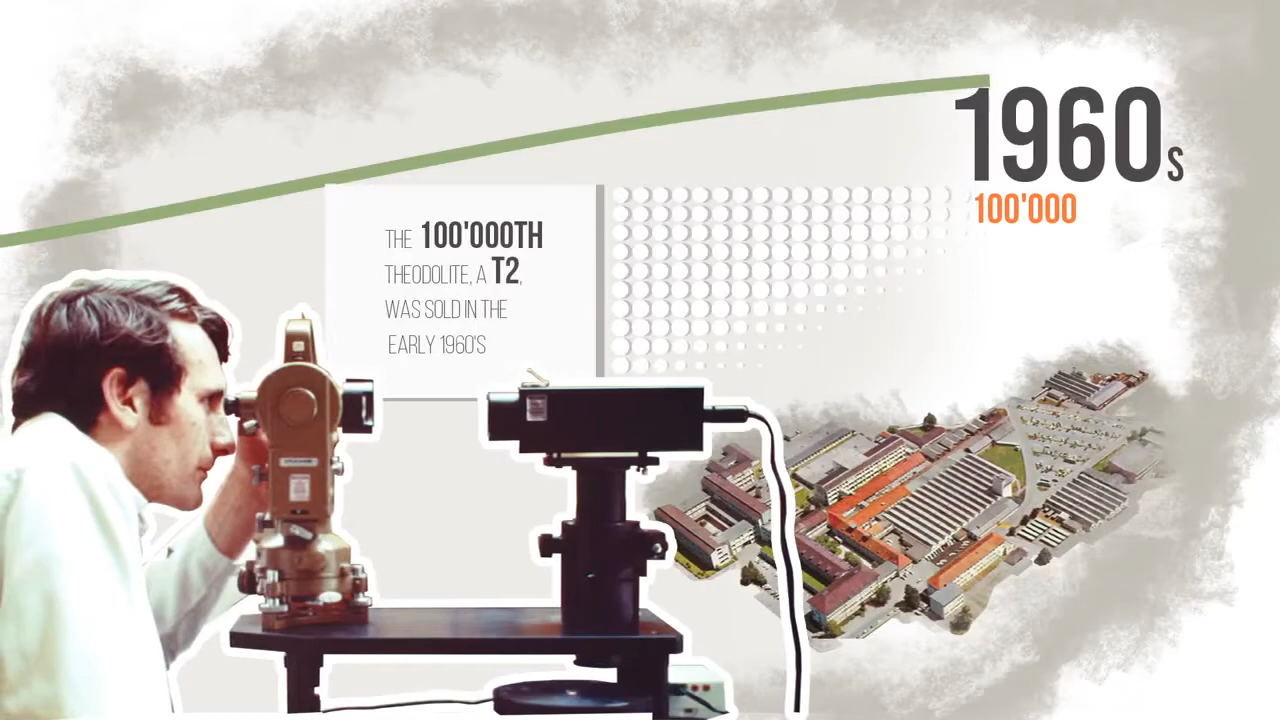 1960s
100'000
THE 100'000TH
THEODOLITE, A T2,
WAS SOLD IN THE
EARLY 1960'S